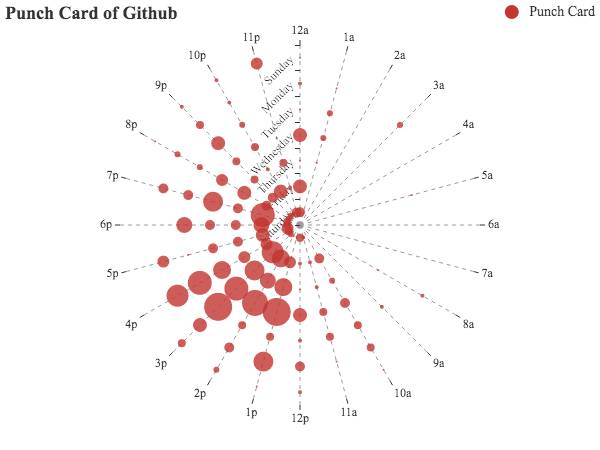 Punch Card of Github
Punch Card
12a
1a
2a
3a
4a
5a
6a
7a
8a
9a
10a
11a
12p
1p
2p
3p
4p
5p
6p
7p
8p
9p
10p
11p
Sunday
Monday
Tuesday
Wednesday
Thursday